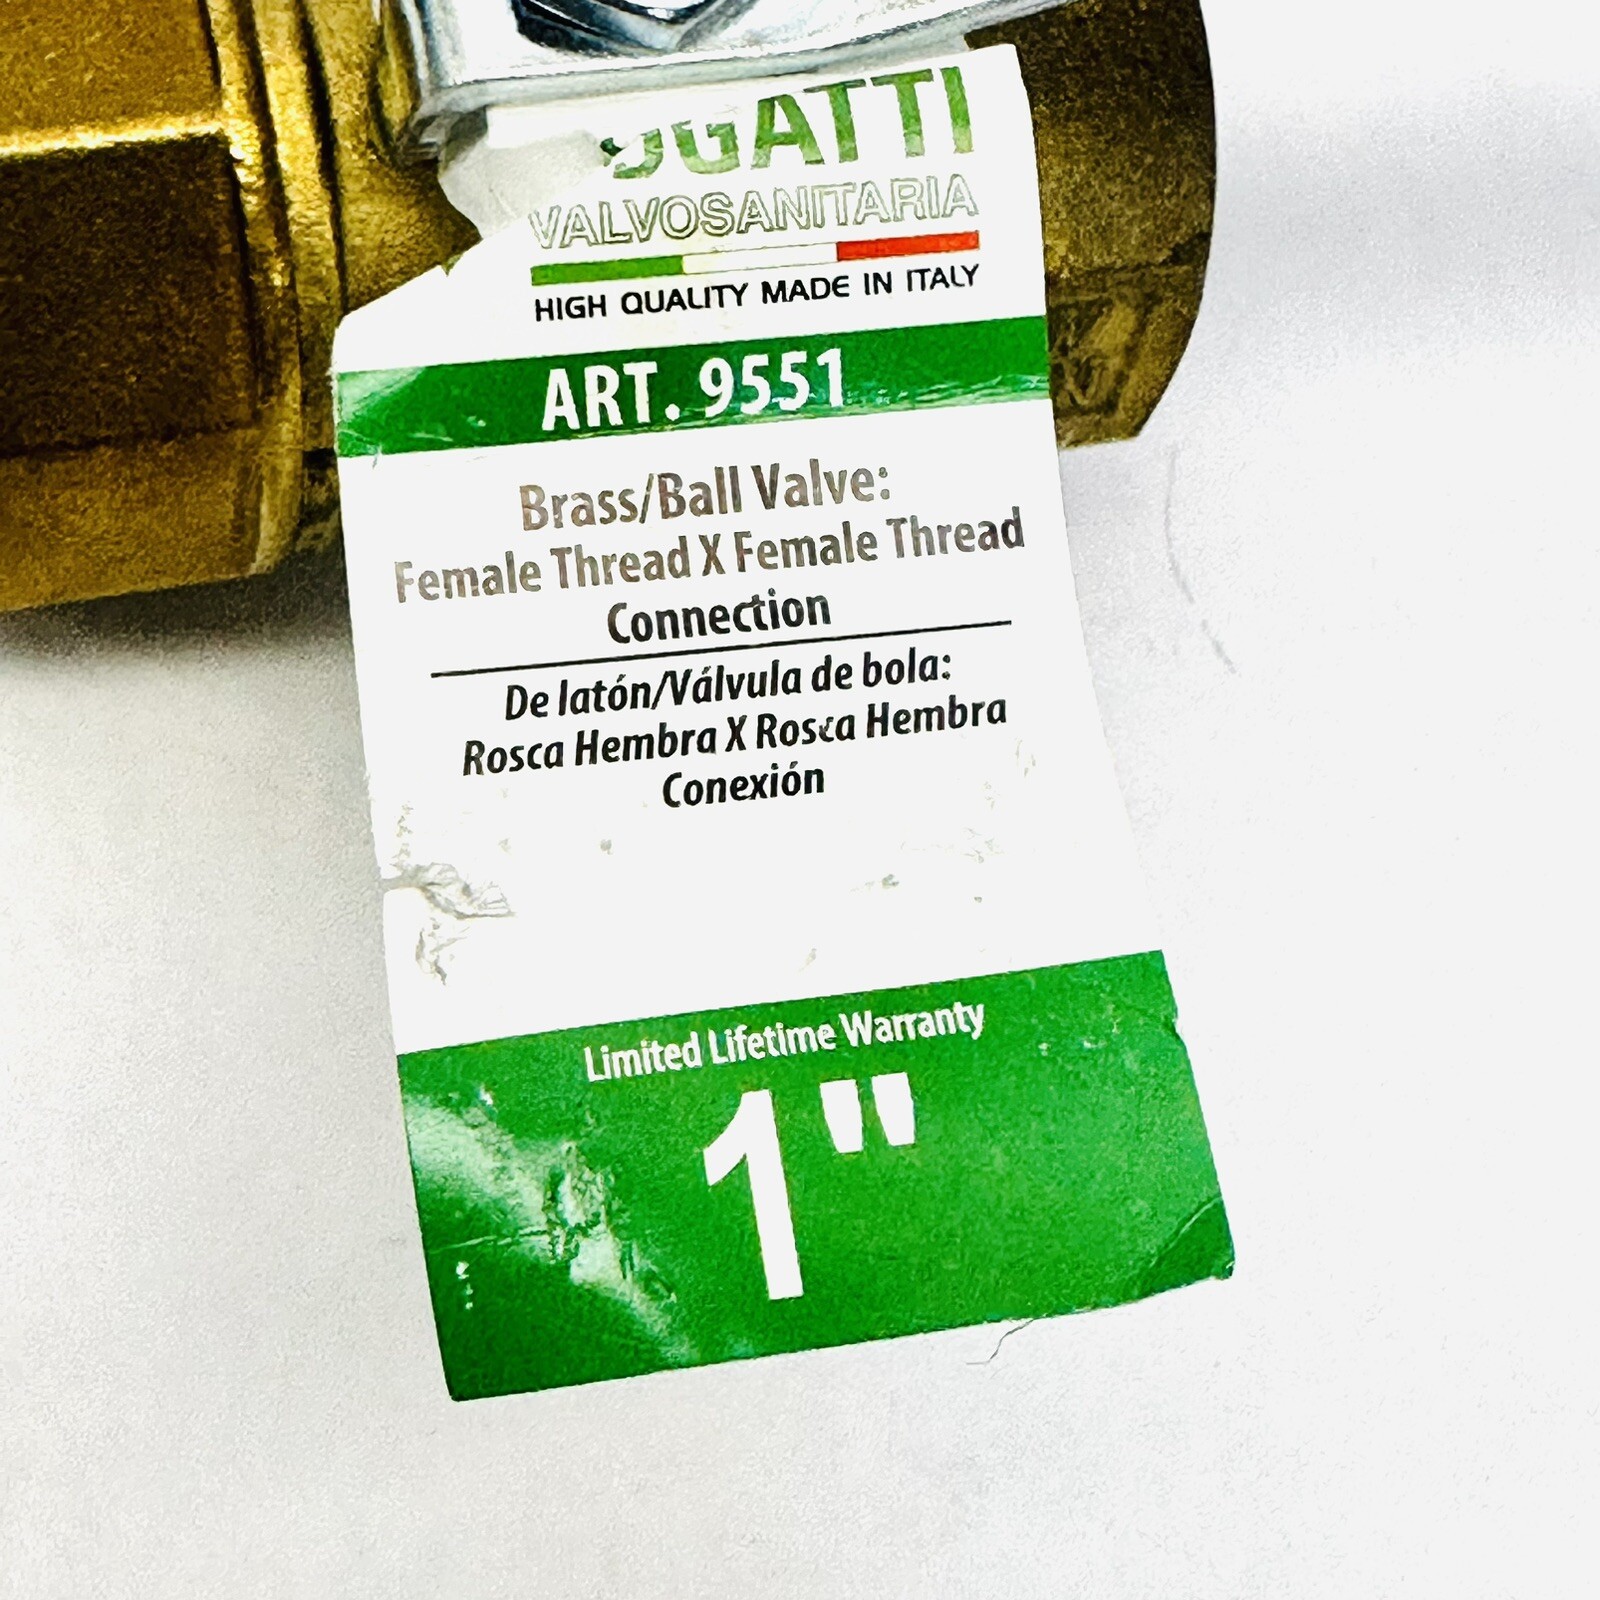 UGATTI
VALVOSANITARIA
HIGH QUALITY MADE IN ITALY
ART. 9551
Brass/Ball Valve:
Female Thread X Female Thread
Connection
De latón/Válvula de bola:
Rosca Hembra X Rosca Hembra
Conexión
Limited Lifetime Warranty
1"